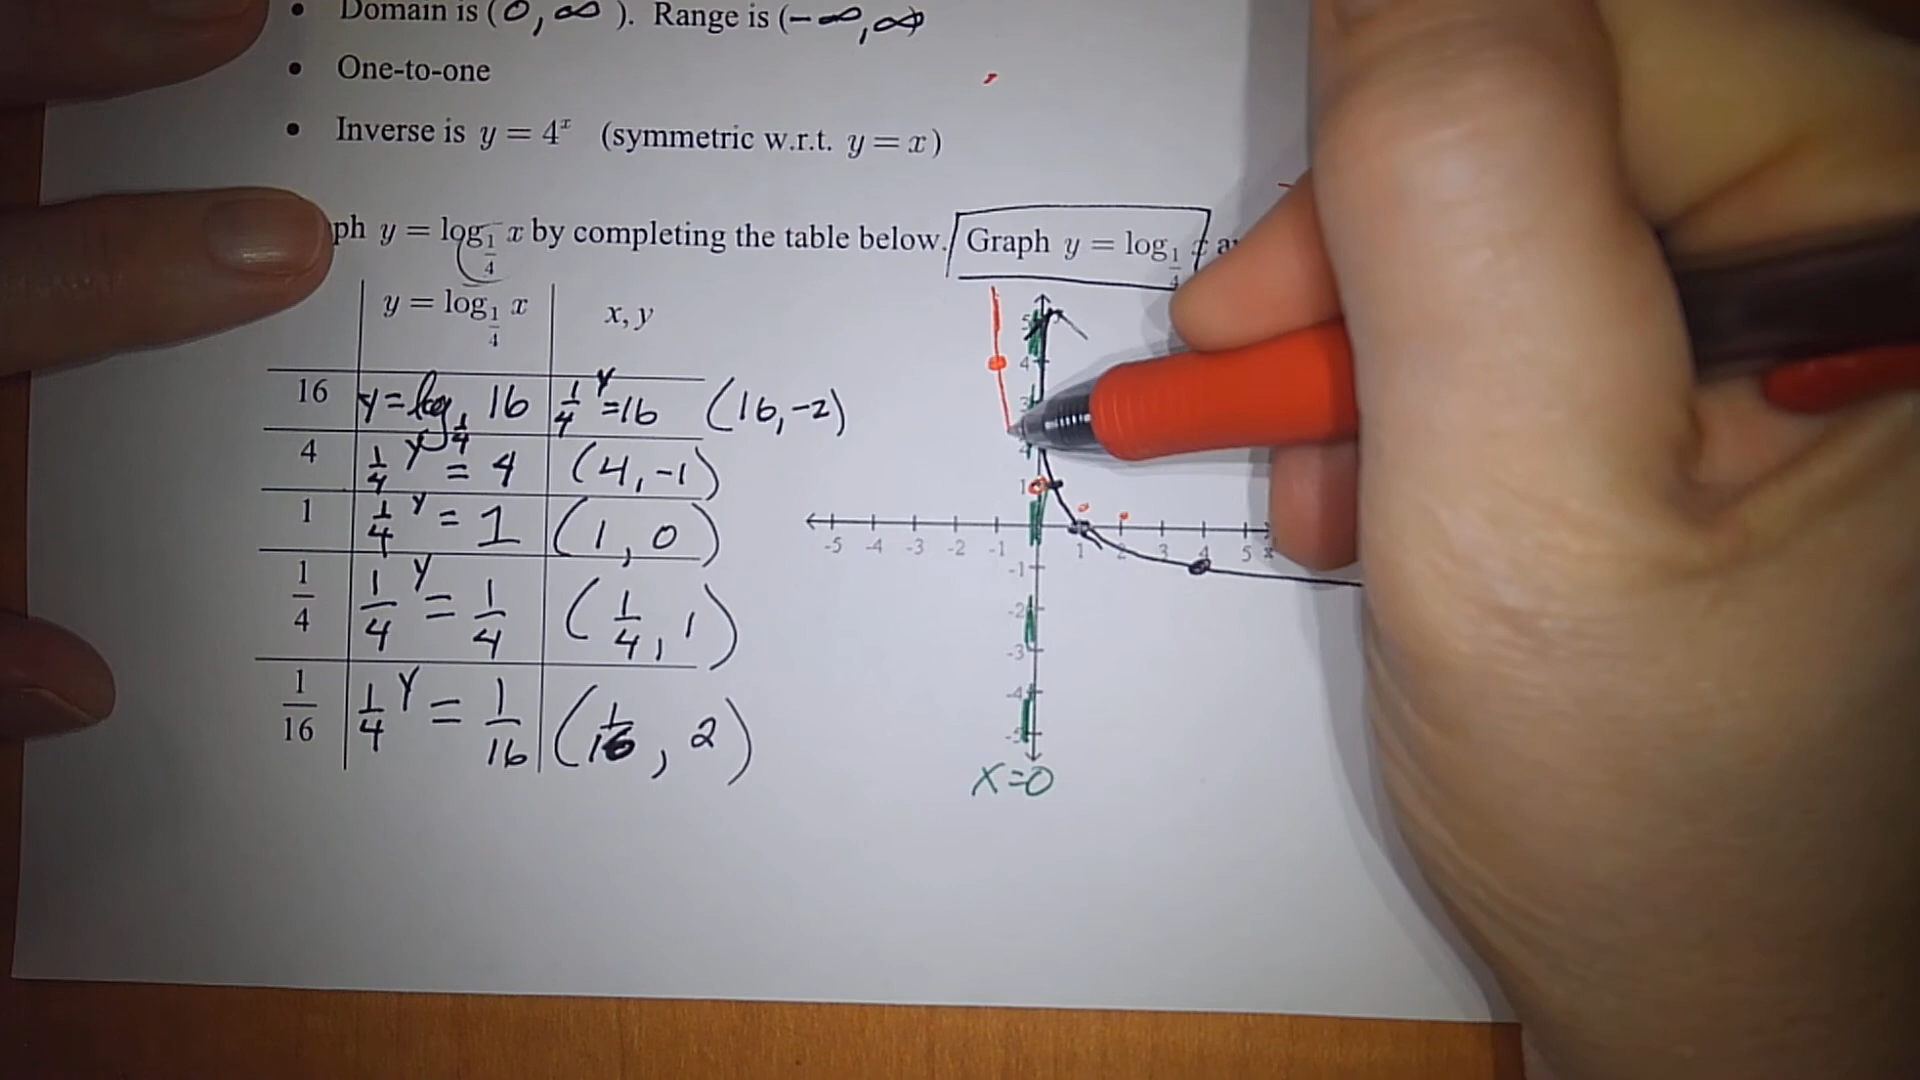 • Domain is (0, ∞ ). Range is (-∞, ∞)
• One-to-one
• Inverse is y = 4^x (symmetric w.r.t. y = x)
ph y = log_{1/4} x by completing the table below. Graph y = log_{1/4} x
y = log_{1/4} x x, y
16 y = log_{1/4} 16 1/4^y = 16 (16, -2)
4 1/4^y = 4 (4, -1)
1 1/4^y = 1 (1, 0)
1/4 1/4^y = 1/4 (1/4, 1)
1/16 1/4^y = 1/16 (1/16, 2)
5
4
3
1
-5 -4 -3 -2 -1 1 2 3 4 5 x
-1
-2
-3
-4
-5
x=0